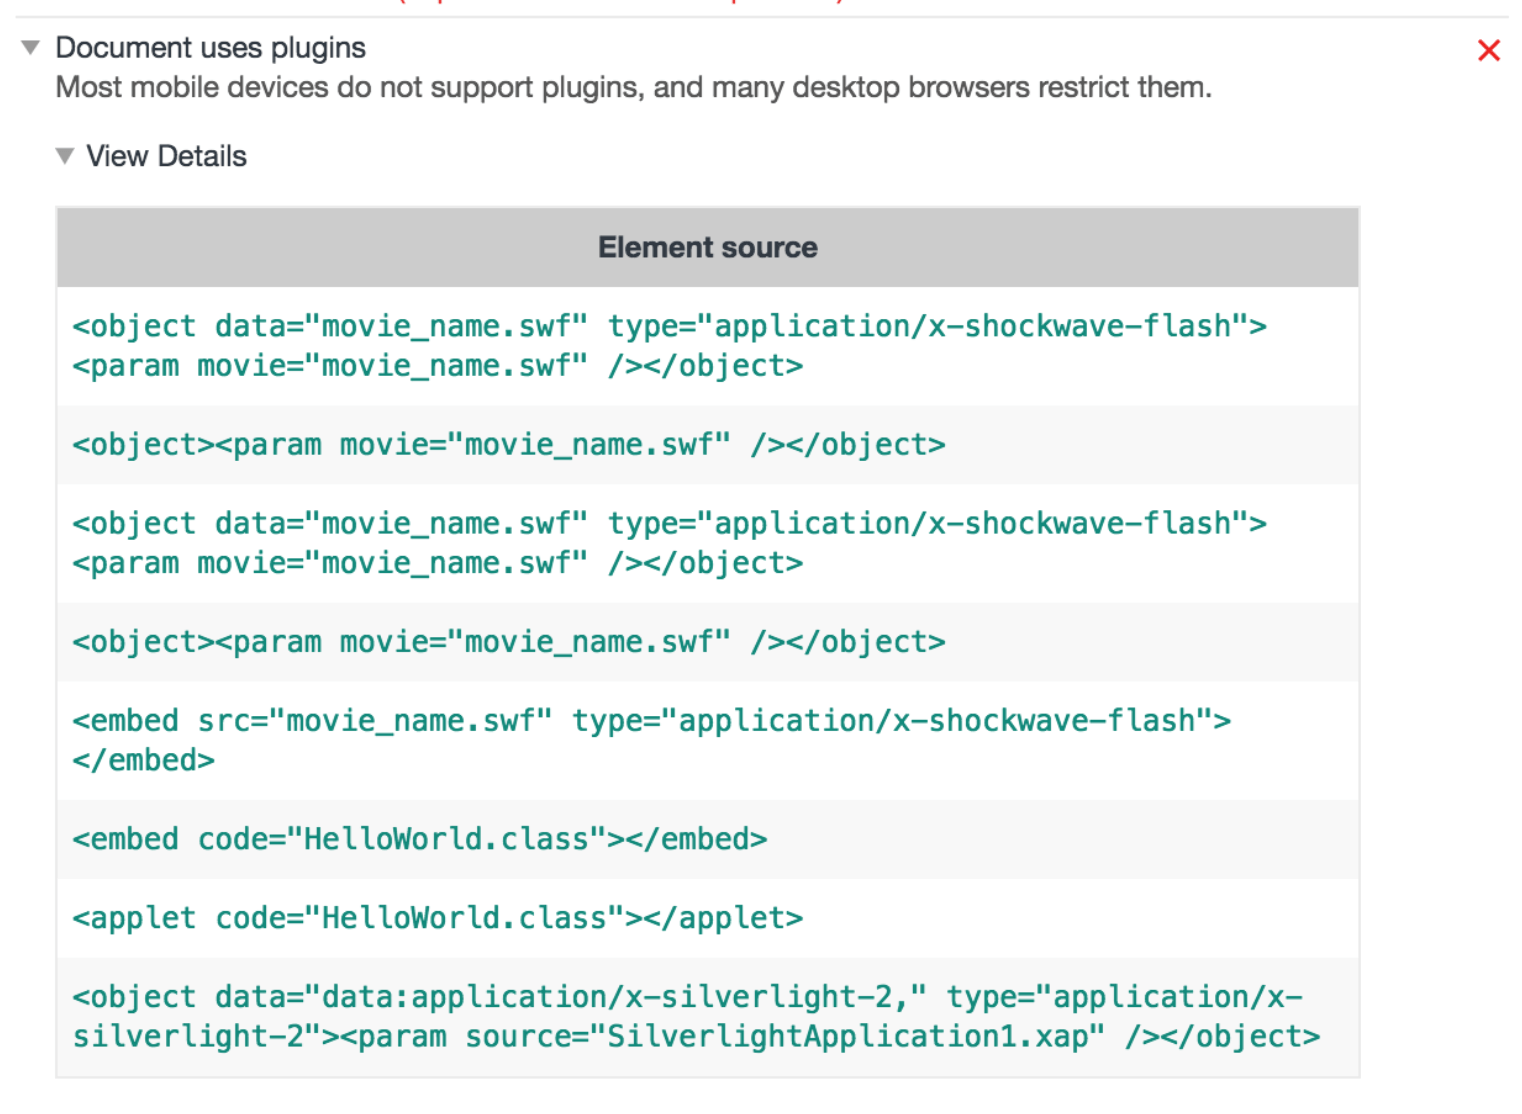 Document uses plugins
Most mobile devices do not support plugins, and many desktop browsers restrict them.
View Details
Element source
<object data="movie_name.swf" type="application/x-shockwave-flash">
<param movie="movie_name.swf" /></object>
<object><param movie="movie_name.swf" /></object>
<object data="movie_name.swf" type="application/x-shockwave-flash">
<param movie="movie_name.swf" /></object>
<object><param movie="movie_name.swf" /></object>
<embed src="movie_name.swf" type="application/x-shockwave-flash">
</embed>
<embed code="HelloWorld.class"></embed>
<applet code="HelloWorld.class"></applet>
<object data="data:application/x-silverlight-2," type="application/x-
silverlight-2"><param source="SilverlightApplication1.xap" /></object>